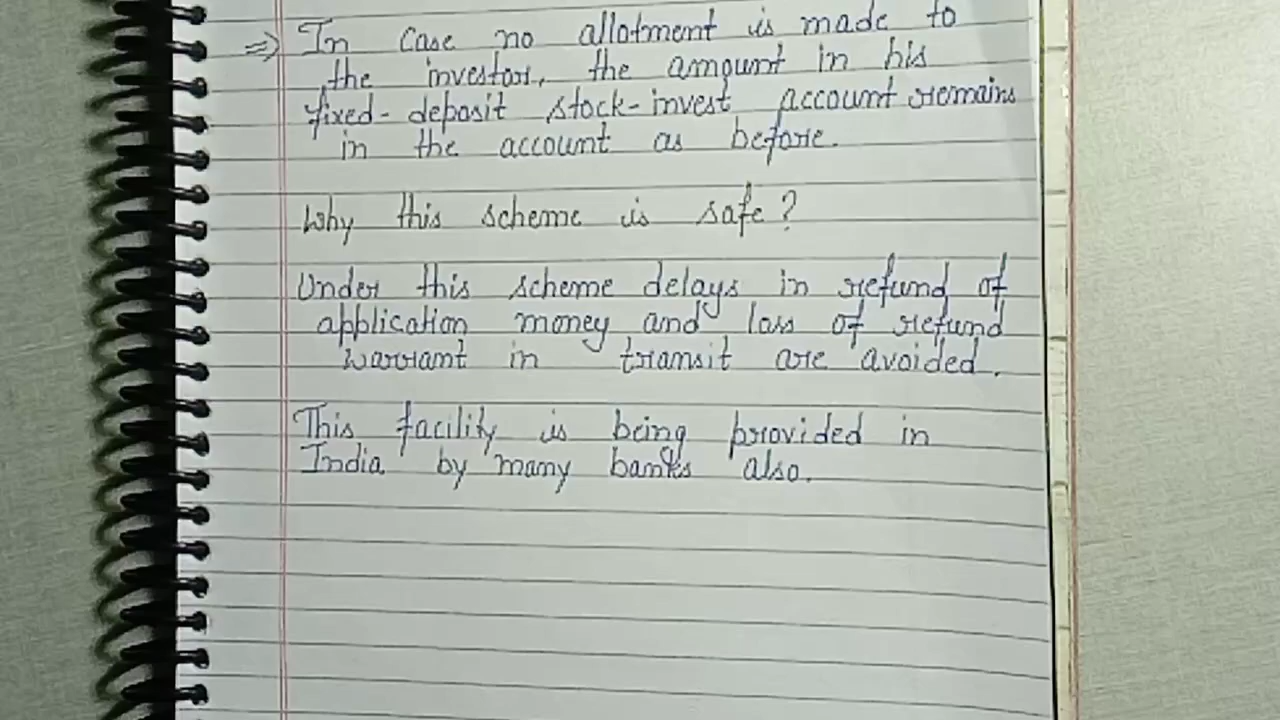 ⇒ In case no allotment is made to
the investor, the amount in his
fixed-deposit stock-invest account remains
in the account as before.
Why this scheme is safe?
Under this scheme delays in refund of
application money and loss of refund
warrant in transit are avoided.
This facility is being provided in
India by many banks also.